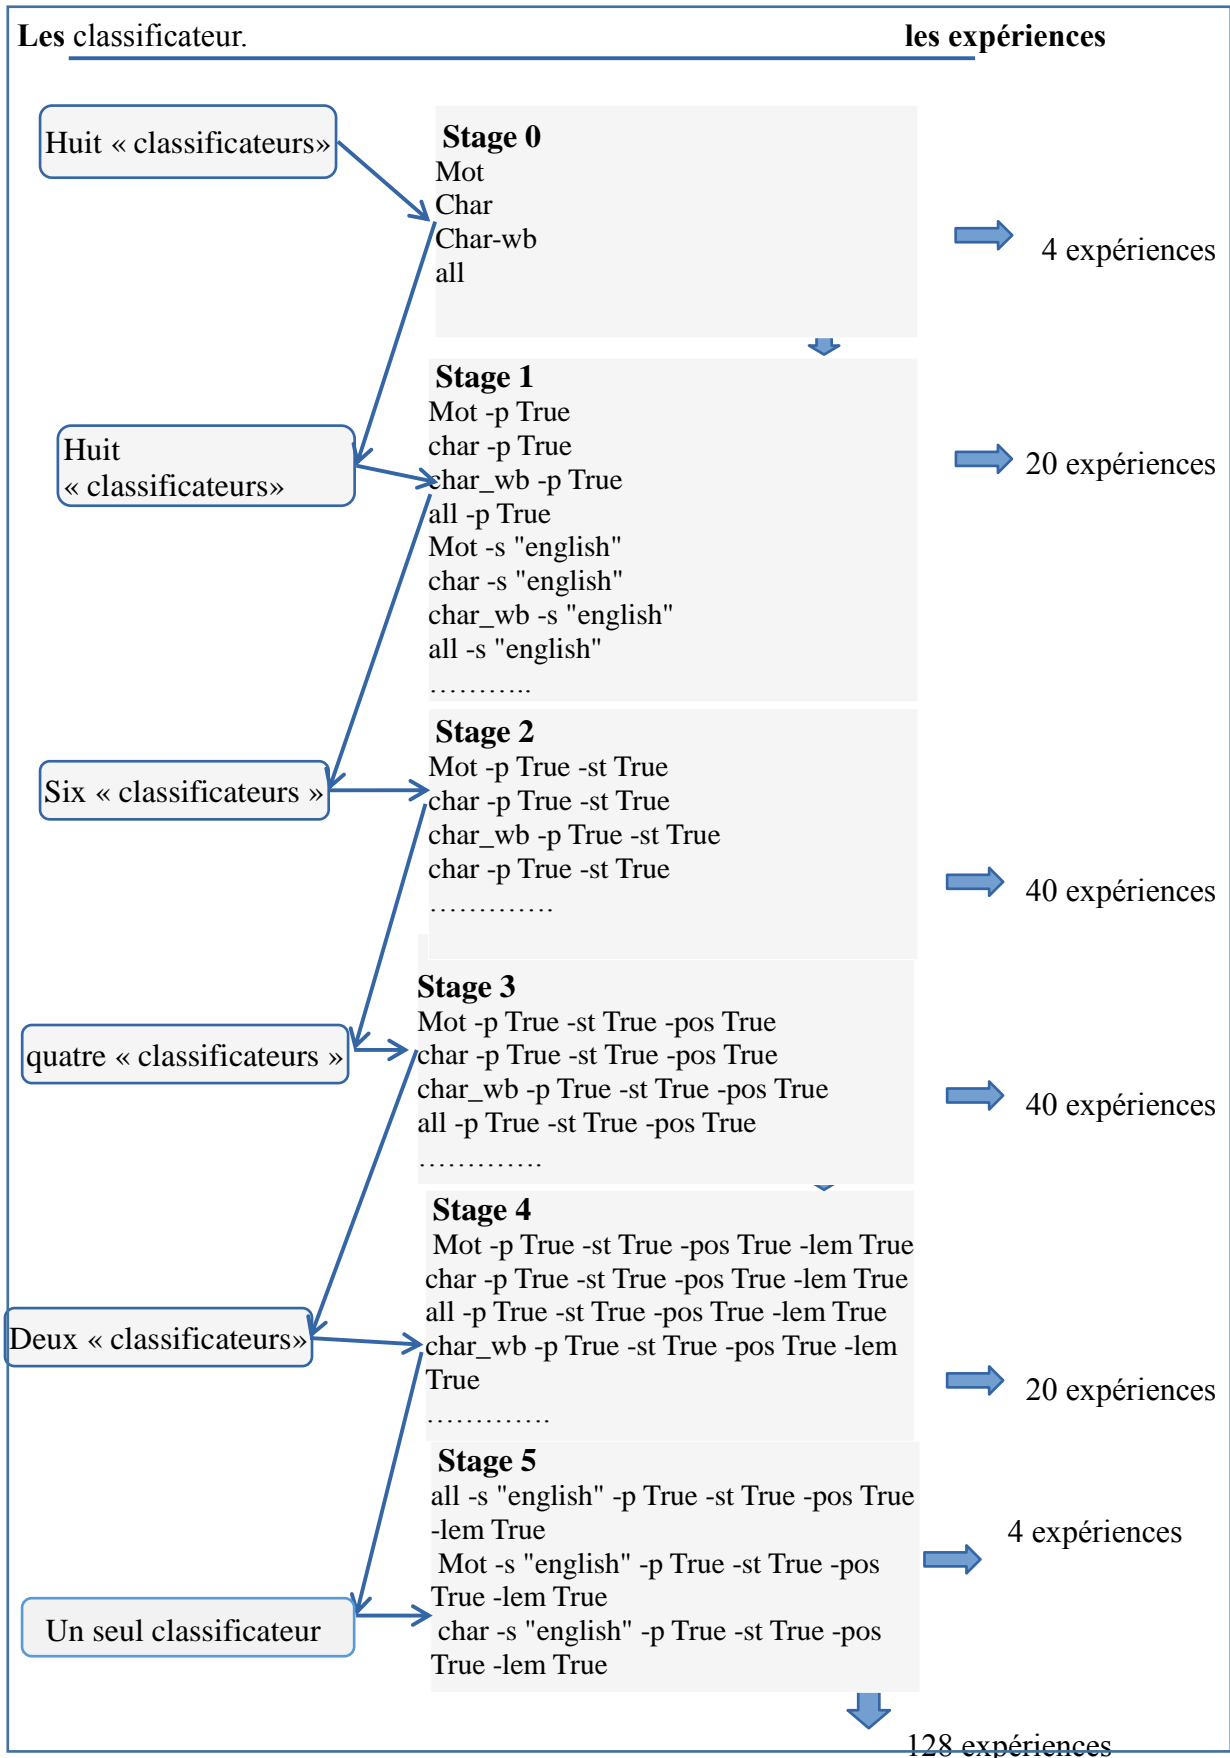 Les classificateur. les expériences
Huit « classificateurs»
Stage 0
Mot
Char
Char-wb
all
4 expériences
Huit
« classificateurs»
Stage 1
Mot -p True
char -p True
char_wb -p True
all -p True
Mot -s "english"
char -s "english"
char_wb -s "english"
all -s "english"
………..
20 expériences
Six « classificateurs »
Stage 2
Mot -p True -st True
char -p True -st True
char_wb -p True -st True
char -p True -st True
………….
40 expériences
quatre « classificateurs »
Stage 3
Mot -p True -st True -pos True
char -p True -st True -pos True
char_wb -p True -st True -pos True
all -p True -st True -pos True
………….
40 expériences
Deux « classificateurs»
Stage 4
Mot -p True -st True -pos True -lem True
char -p True -st True -pos True -lem True
all -p True -st True -pos True -lem True
char_wb -p True -st True -pos True -lem
True
………….
20 expériences
Un seul classificateur
Stage 5
all -s "english" -p True -st True -pos True
-lem True
Mot -s "english" -p True -st True -pos
True -lem True
char -s "english" -p True -st True -pos
True -lem True
4 expériences
128 expériences